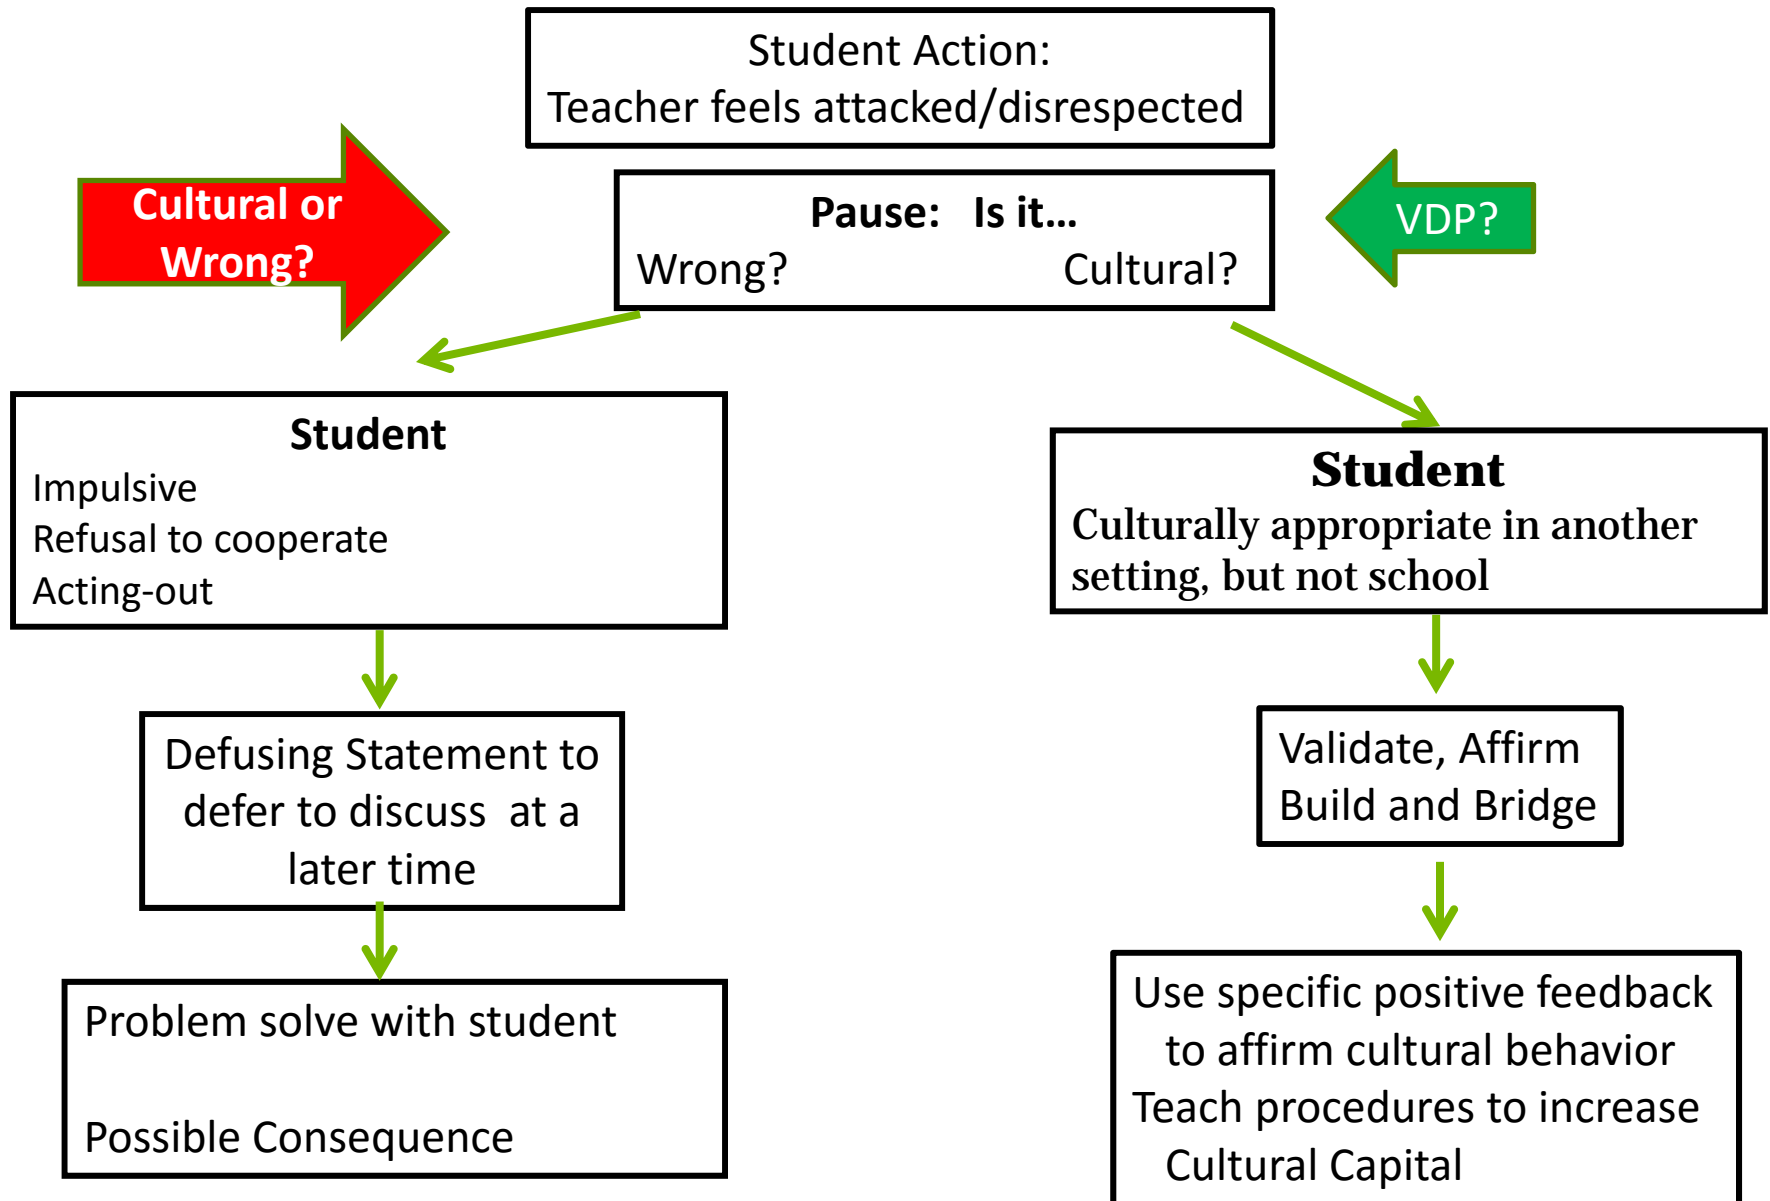 Student Action:
Teacher feels attacked/disrespected
Cultural or
Wrong?
Pause: Is it...
Wrong? Cultural?
VDP?
Student
Impulsive
Refusal to cooperate
Acting-out
Student
Culturally appropriate in another
setting, but not school
Defusing Statement to
defer to discuss at a
later time
Validate, Affirm
Build and Bridge
Problem solve with student
Possible Consequence
Use specific positive feedback
to affirm cultural behavior
Teach procedures to increase
Cultural Capital